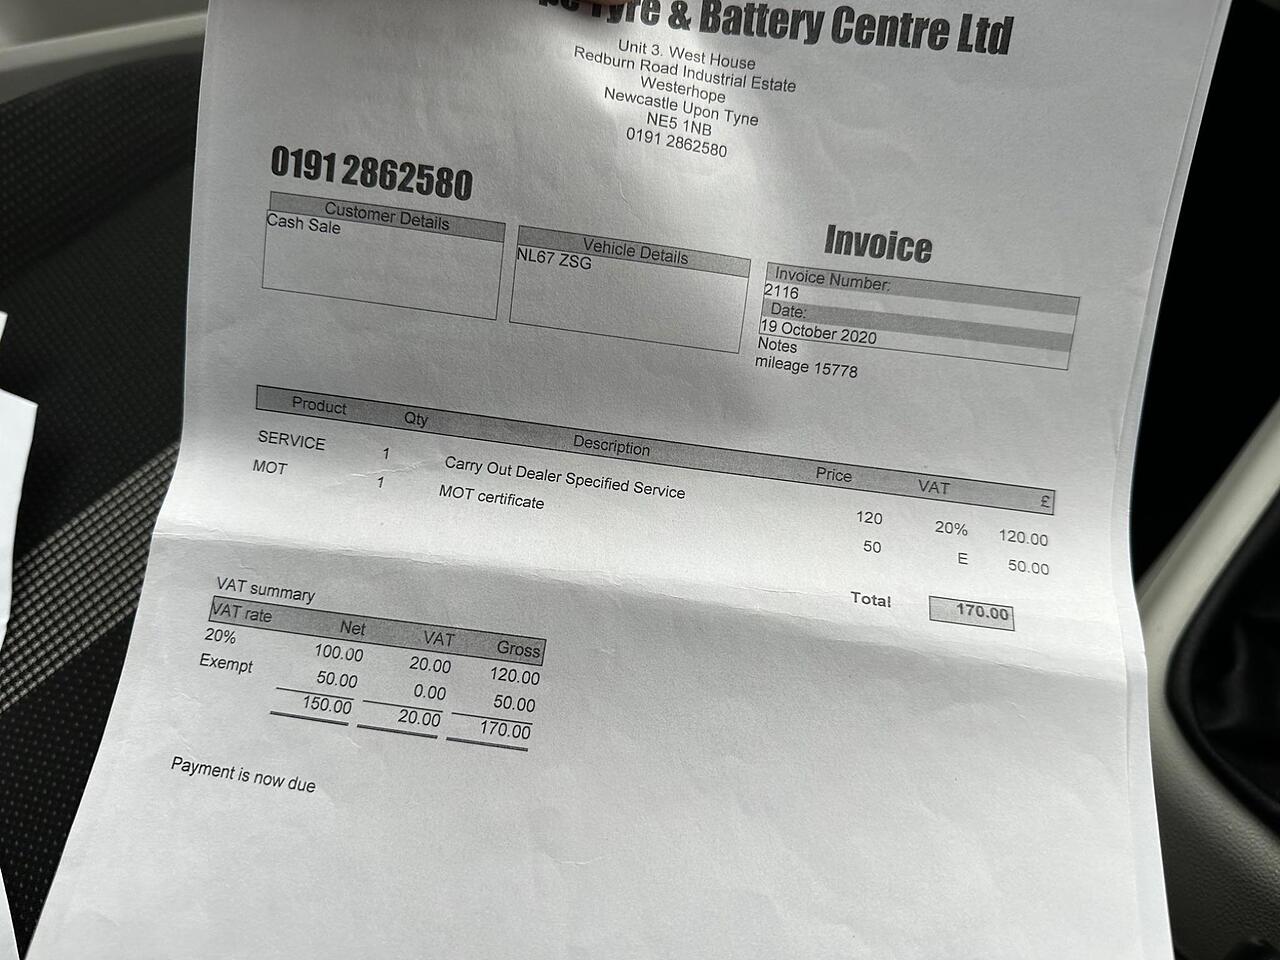 Tyre & Battery Centre Ltd
Unit 3. West House
Redburn Road Industrial Estate
Westerhope
Newcastle Upon Tyne
NE5 1NB
0191 2862580
0191 2862580
Invoice
Customer Details
Cash Sale
Vehicle Details
NL67 ZSG
Invoice Number:
2116
Date:
19 October 2020
Notes
mileage 15778
Product Qty Description Price VAT £
SERVICE 1 Carry Out Dealer Specified Service 120 20% 120.00
MOT 1 MOT certificate 50 E 50.00
Total 170.00
VAT summary
VAT rate Net VAT Gross
20% 100.00 20.00 120.00
Exempt 50.00 0.00 50.00
150.00 20.00 170.00
Payment is now due